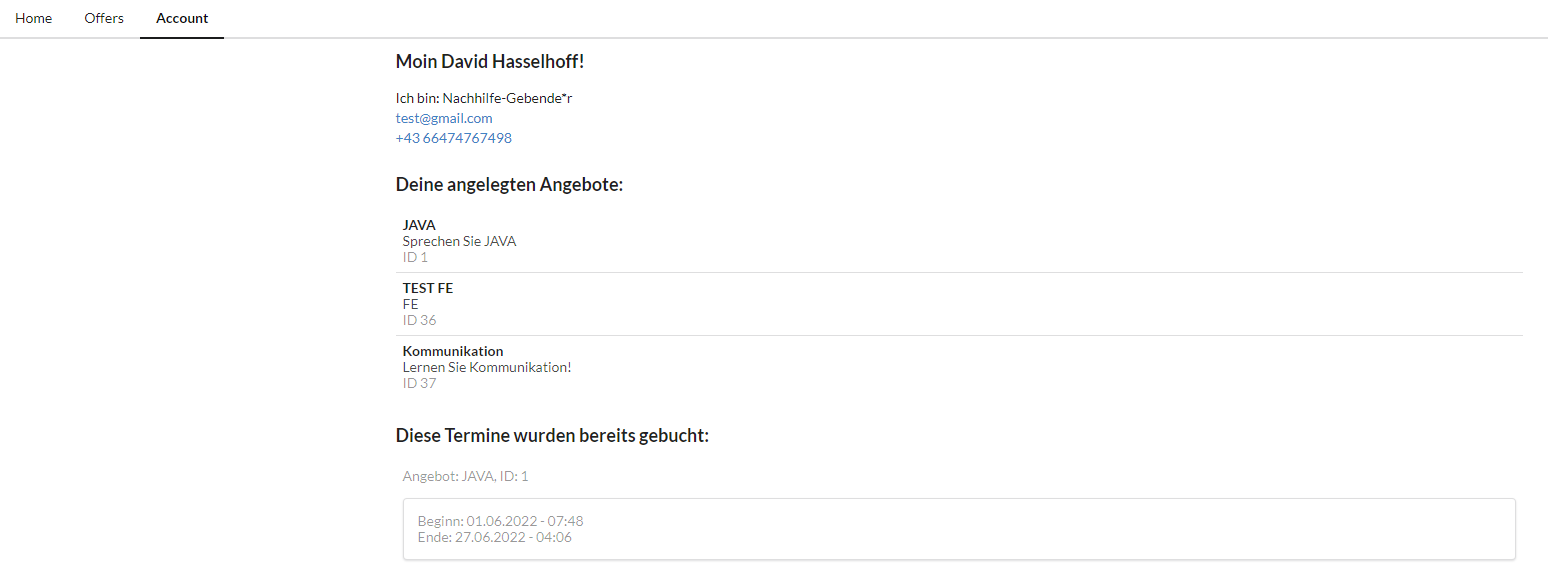 Home Offers Account
Moin David Hasselhoff!
Ich bin: Nachhilfe-Gebende*r
test@gmail.com
+43 66474767498
Deine angelegten Angebote:
JAVA
Sprechen Sie JAVA
ID 1
TEST FE
FE
ID 36
Kommunikation
Lernen Sie Kommunikation!
ID 37
Diese Termine wurden bereits gebucht:
Angebot: JAVA, ID: 1
Beginn: 01.06.2022 - 07:48
Ende: 27.06.2022 - 04:06